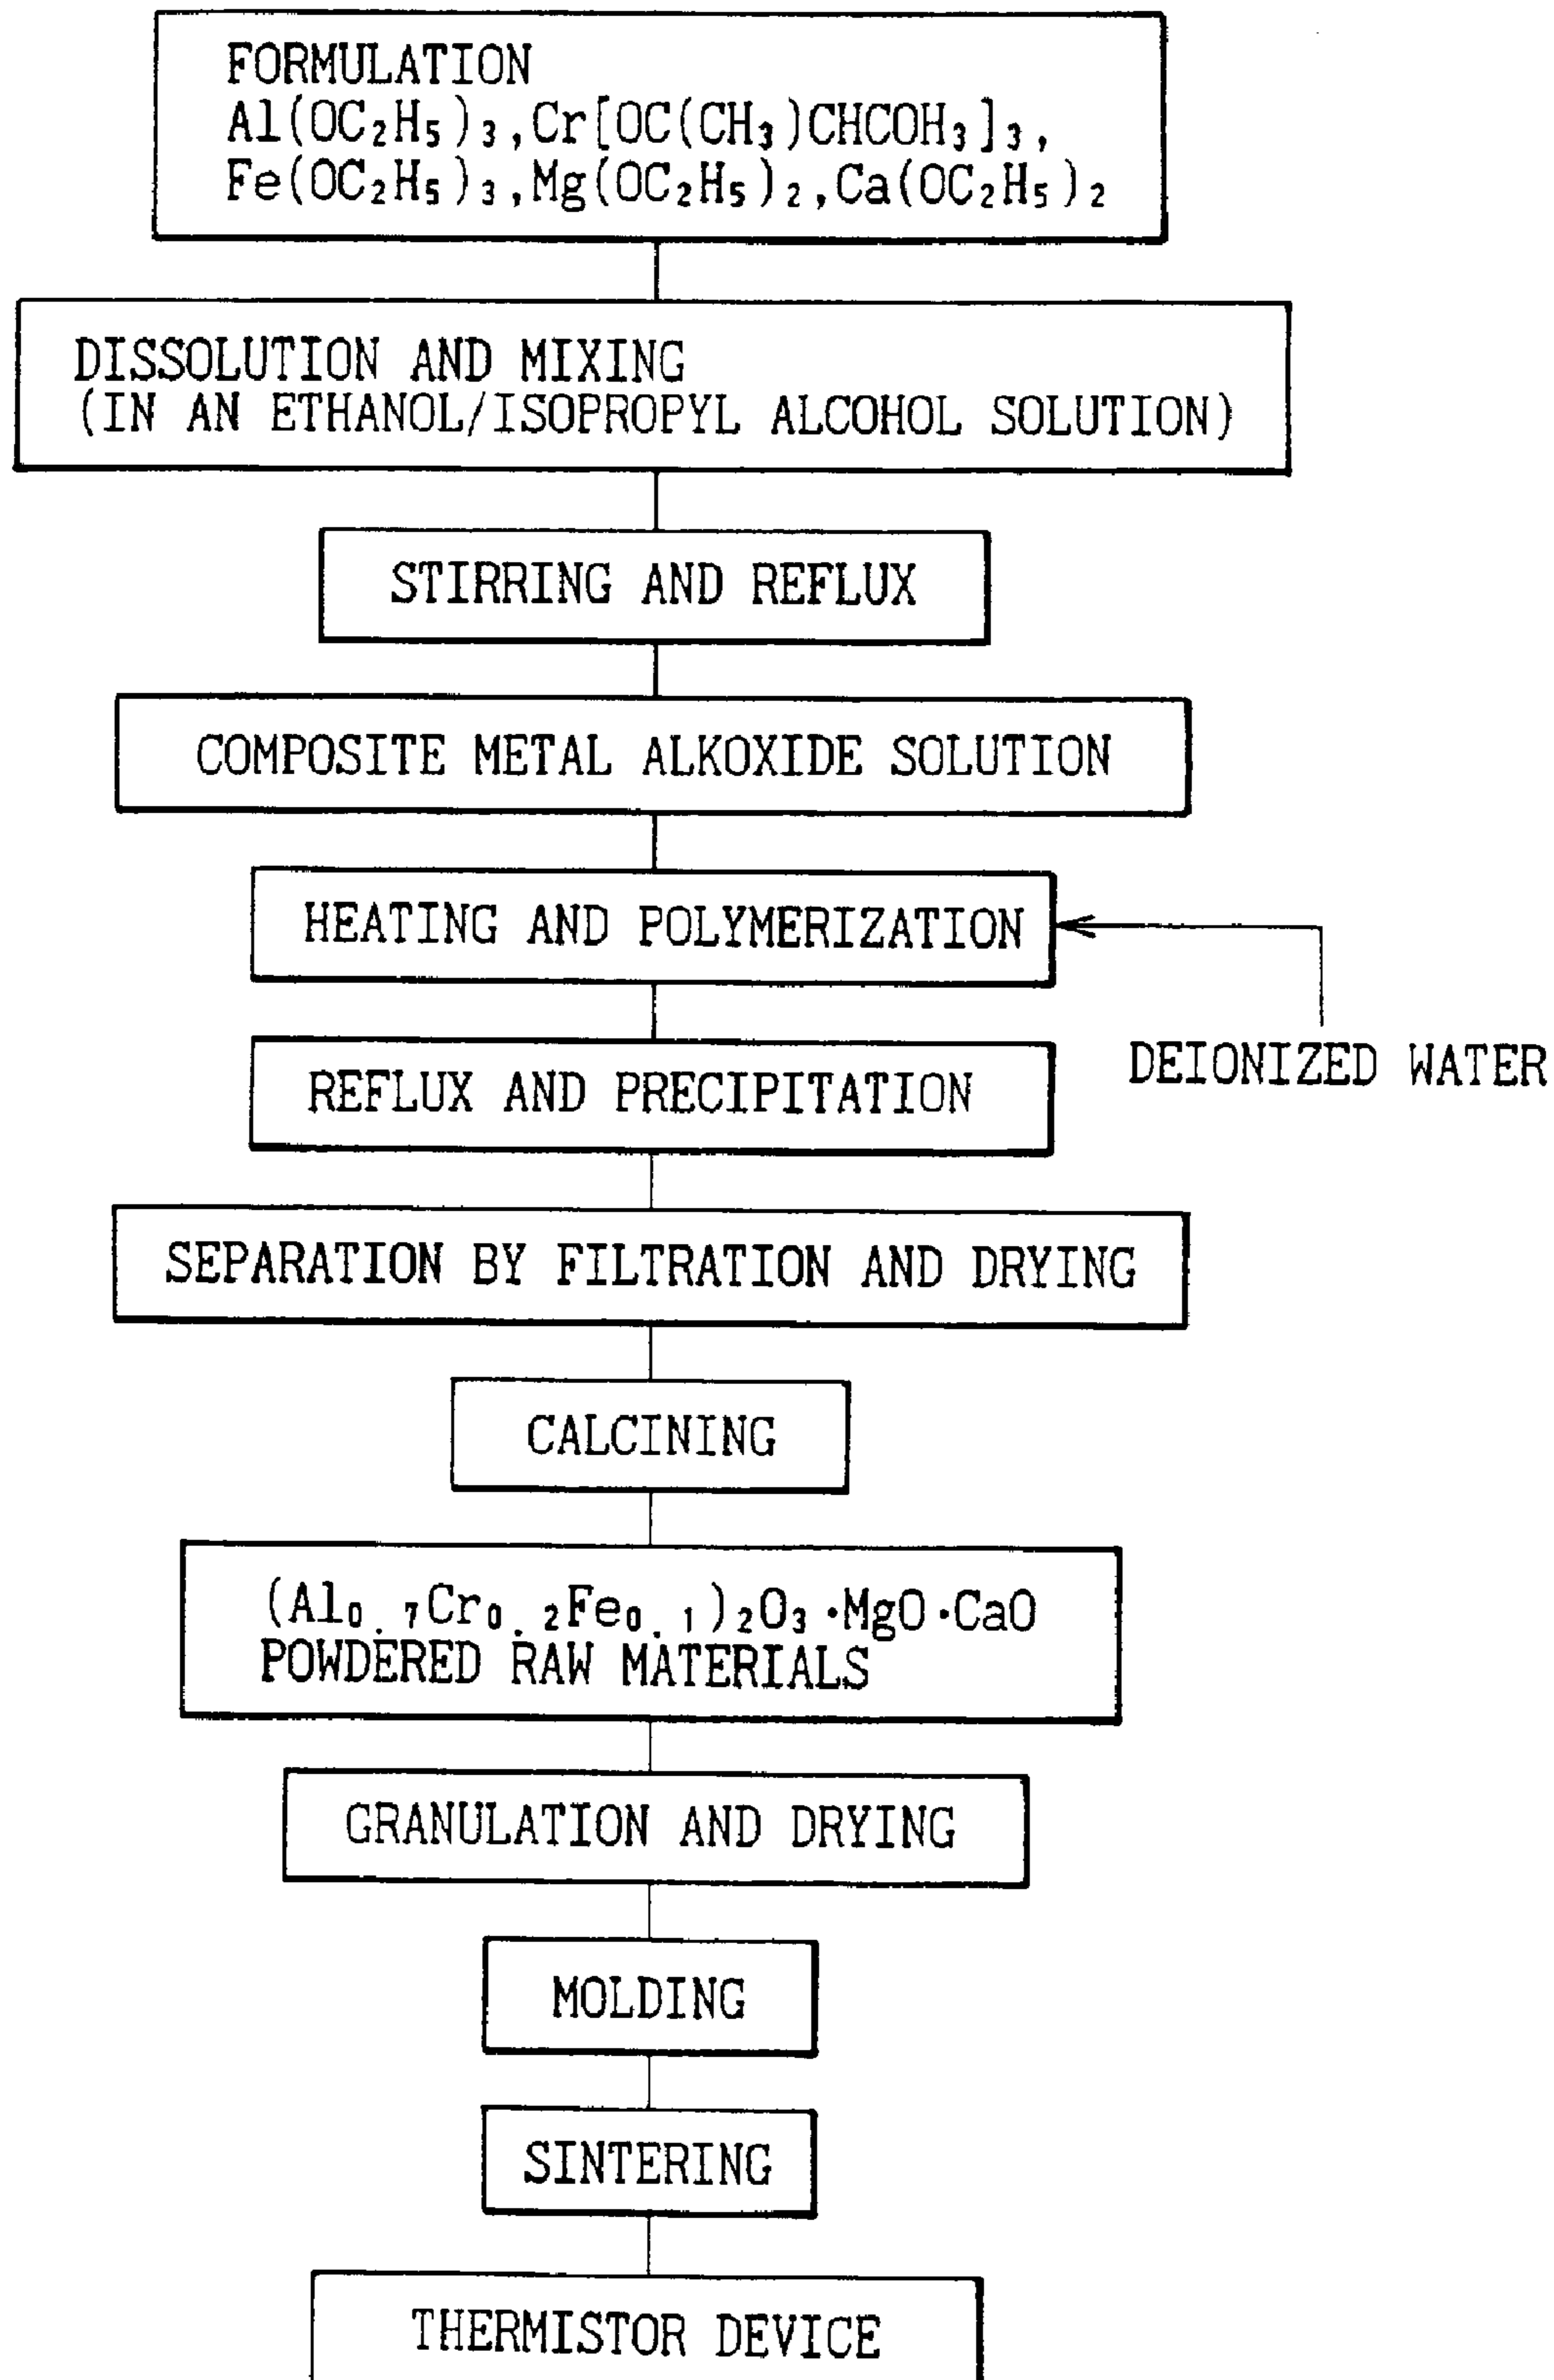 FORMULATION
Al(OC₂H₅)₃,Cr[OC(CH₃)CHCOH₃]₃,
Fe(OC₂H₅)₃,Mg(OC₂H₅)₂,Ca(OC₂H₅)₂
DISSOLUTION AND MIXING
(IN AN ETHANOL/ISOPROPYL ALCOHOL SOLUTION)
STIRRING AND REFLUX
COMPOSITE METAL ALKOXIDE SOLUTION
HEATING AND POLYMERIZATION
DEIONIZED WATER
REFLUX AND PRECIPITATION
SEPARATION BY FILTRATION AND DRYING
CALCINING
(Al₀.₇Cr₀.₂Fe₀.₁)₂O₃·MgO·CaO
POWDERED RAW MATERIALS
GRANULATION AND DRYING
MOLDING
SINTERING
THERMISTOR DEVICE